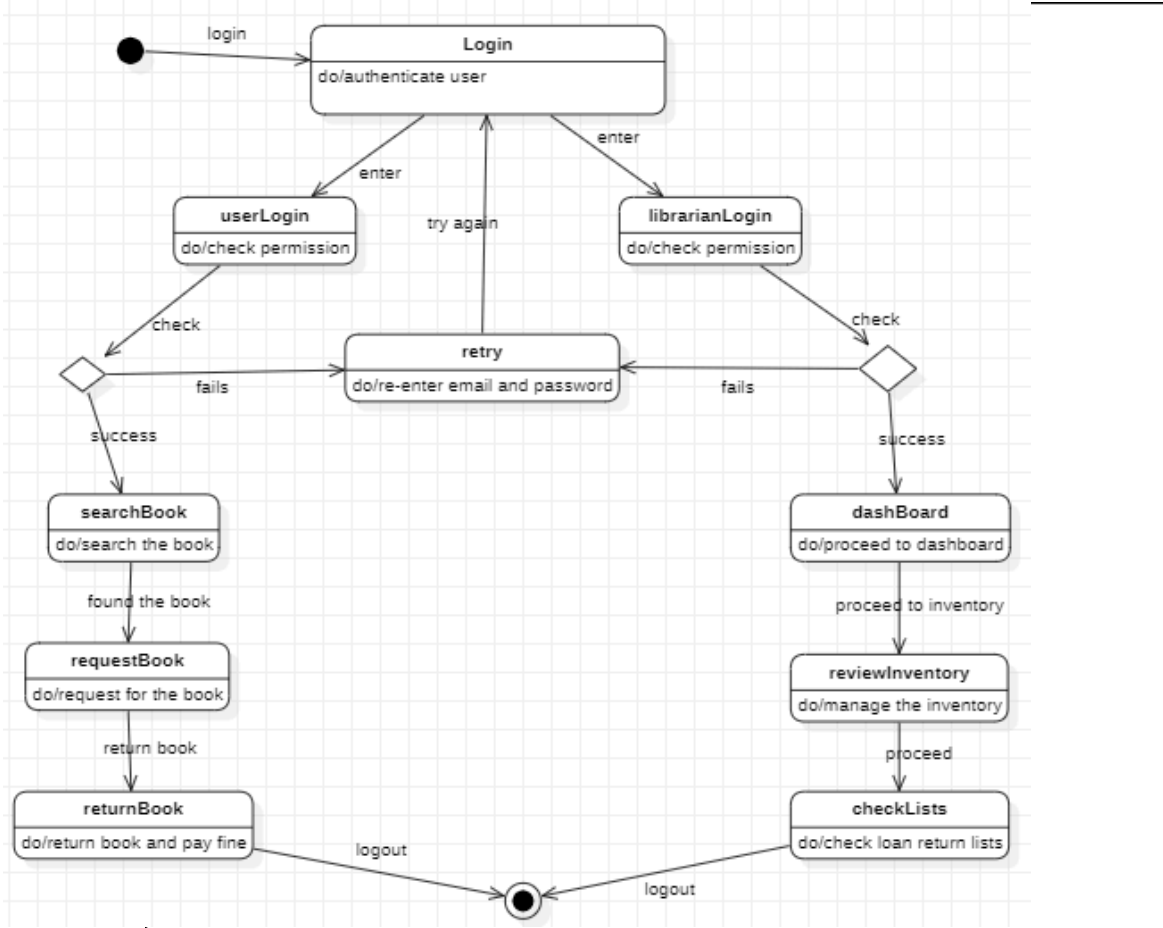 login
Login
do/authenticate user
enter
enter
userLogin
do/check permission
try again
librarianLogin
do/check permission
check
check
retry
do/re-enter email and password
fails
fails
success
success
searchBook
do/search the book
dashBoard
do/proceed to dashboard
found the book
proceed to inventory
requestBook
do/request for the book
reviewInventory
do/manage the inventory
return book
proceed
returnBook
do/return book and pay fine
checkLists
do/check loan return lists
logout
logout